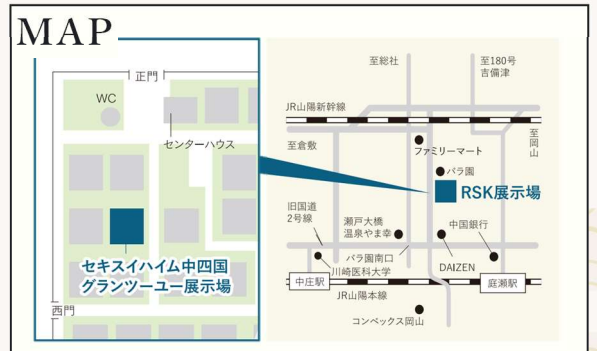 MAP
正門
WC
センターハウス
セキスイハイム中四国
グランツーユー展示場
西門
至総社
至180号
吉備津
JR山陽新幹線
至岡山
至倉敷
ファミリーマート
バラ園
RSK展示場
旧国道
2号線
瀬戸大橋
温泉やま幸
中国銀行
バラ園南口
DAIZEN
川崎医科大学
中庄駅
庭瀬駅
JR山陽本線
コンベックス岡山